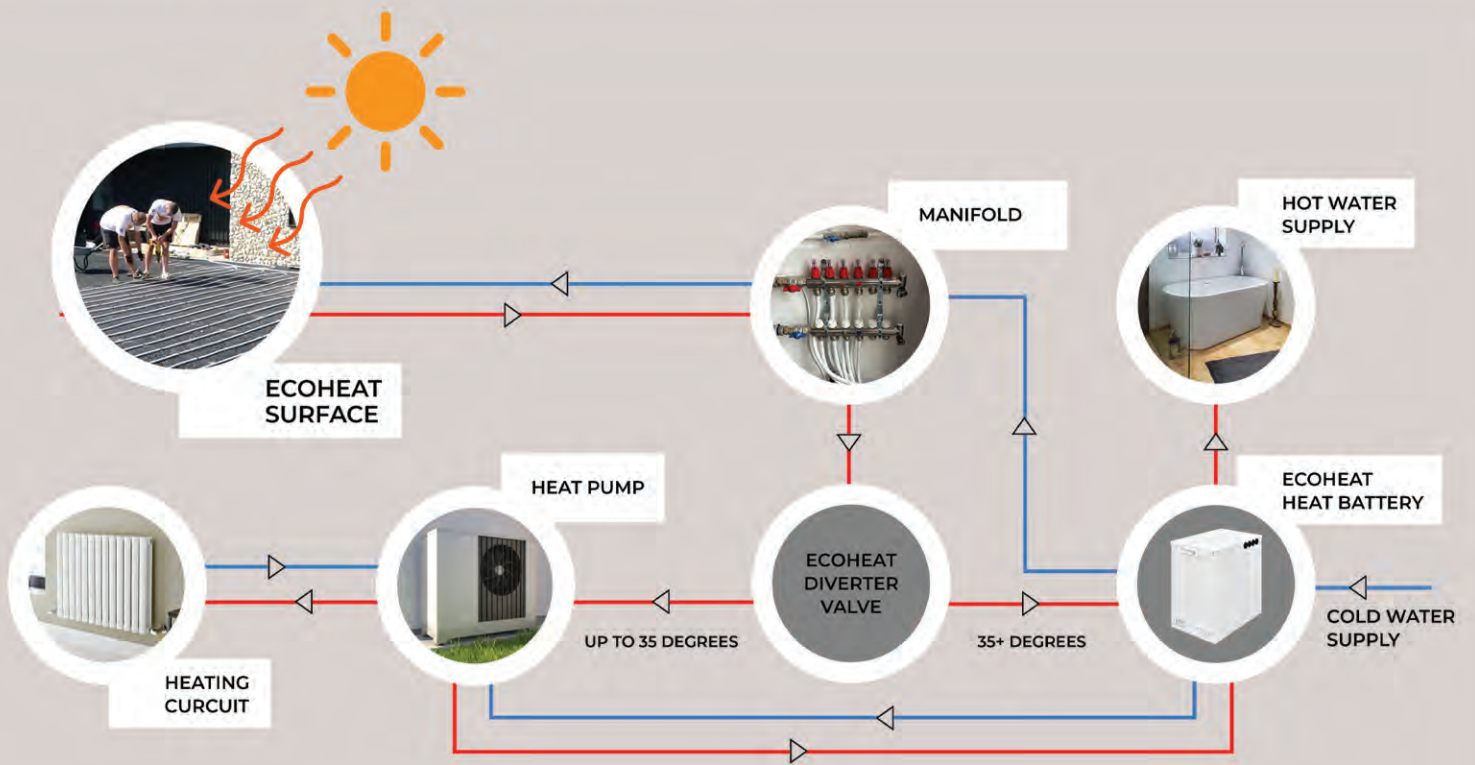 MANIFOLD
HOT WATER
SUPPLY
ECOHEAT
SURFACE
HEAT PUMP
ECOHEAT
HEAT BATTERY
ECOHEAT
DIVERTER
VALVE
COLD WATER
SUPPLY
UP TO 35 DEGREES
35+ DEGREES
HEATING
CURCUIT